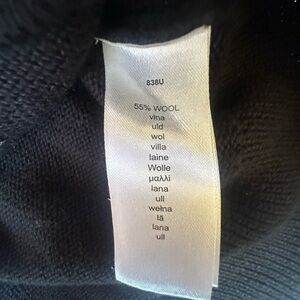 838U
55% WOOL
vlna
uld
wol
villa
laine
Wolle
μαλλί
lana
ull
wełna
lã
lana
ull